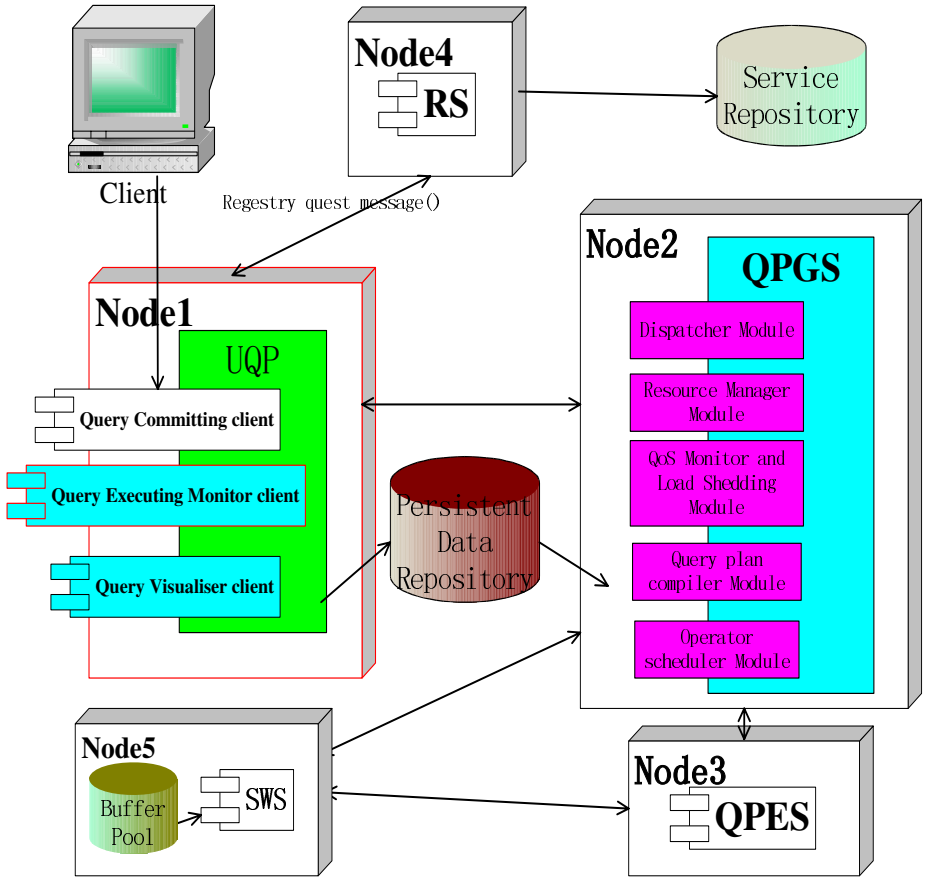 Node4
RS
Service
Repository
Client
Regestry quest message()
Node1
UQP
Query Committing client
Query Executing Monitor client
Query Visualiser client
Persistent
Data
Repository
Node2
QPGS
Dispatcher Module
Resource Manager
Module
QoS Monitor and
Load Shedding
Module
Query plan
compiler Module
Operator
scheduler Module
Node5
Buffer
Pool
SWS
Node3
QPES